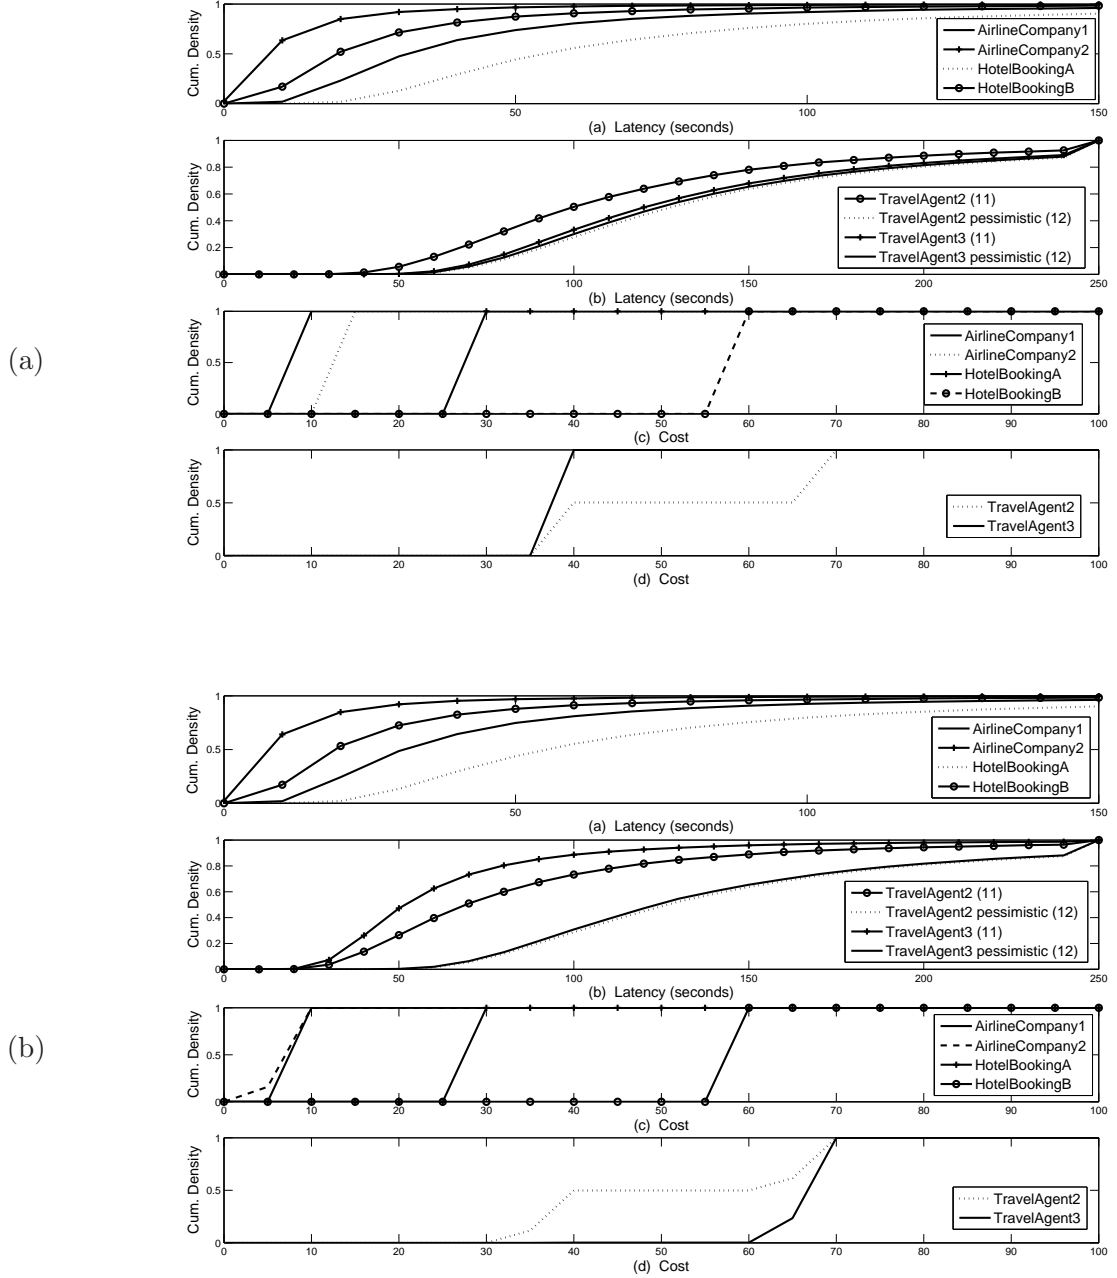 Cum. Density
1
0.5
0
0
50
100
150
AirlineCompany1
AirlineCompany2
HotelBookingA
HotelBookingB
(a) Latency (seconds)
Cum. Density
1
0.8
0.6
0.4
0.2
0
0
50
100
150
200
250
TravelAgent2 (11)
TravelAgent2 pessimistic (12)
TravelAgent3 (11)
TravelAgent3 pessimistic (12)
(b) Latency (seconds)
(a)
Cum. Density
1
0.5
0
0 10 20 30 40 50 60 70 80 90 100
AirlineCompany1
AirlineCompany2
HotelBookingA
HotelBookingB
(c) Cost
Cum. Density
1
0.5
0
0 10 20 30 40 50 60 70 80 90 100
TravelAgent2
TravelAgent3
(d) Cost
Cum. Density
1
0.5
0
0
50
100
150
AirlineCompany1
AirlineCompany2
HotelBookingA
HotelBookingB
(a) Latency (seconds)
Cum. Density
1
0.8
0.6
0.4
0.2
0
0
50
100
150
200
250
TravelAgent2 (11)
TravelAgent2 pessimistic (12)
TravelAgent3 (11)
TravelAgent3 pessimistic (12)
(b) Latency (seconds)
(b)
Cum. Density
1
0.5
0
0 10 20 30 40 50 60 70 80 90 100
AirlineCompany1
AirlineCompany2
HotelBookingA
HotelBookingB
(c) Cost
Cum. Density
1
0.5
0
0 10 20 30 40 50 60 70 80 90 100
TravelAgent2
TravelAgent3
(d) Cost